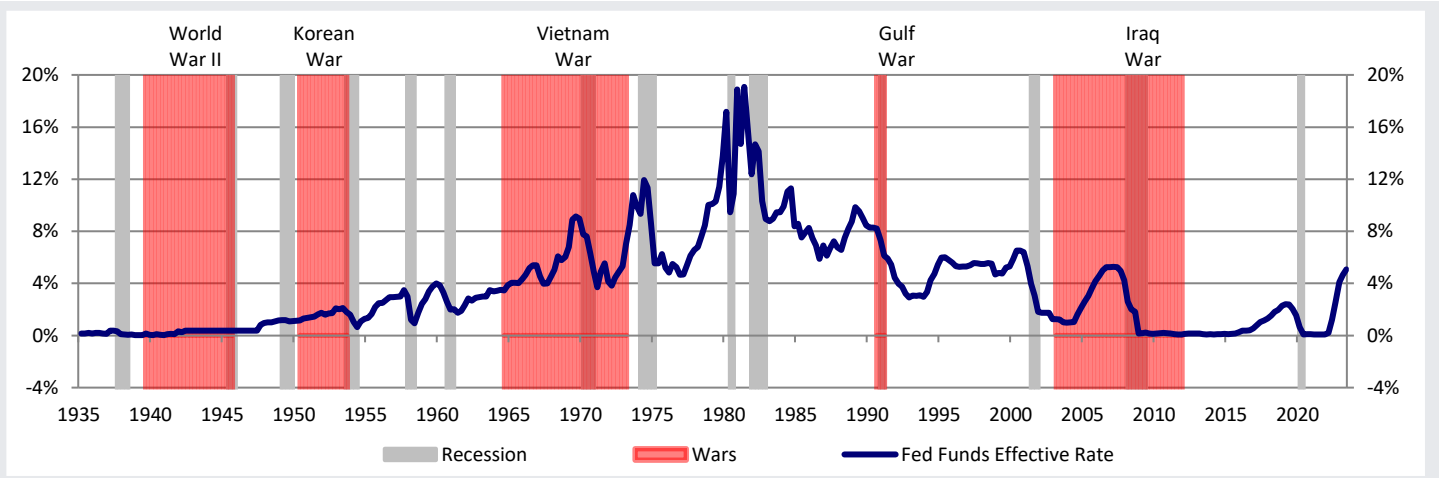 World
War II
Korean
War
Vietnam
War
Gulf
War
Iraq
War
20% 20%
16% 16%
12% 12%
8% 8%
4% 4%
0% 0%
-4% -4%
1935 1940 1945 1950 1955 1960 1965 1970 1975 1980 1985 1990 1995 2000 2005 2010 2015 2020
Recession Wars Fed Funds Effective Rate